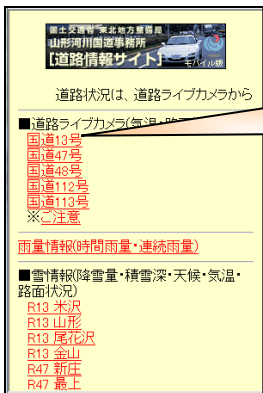 国土交通省 東北地方整備局
山形河川国道事務所
【道路情報サイト】
モバイル版
道路状況は、道路ライブカメラから
■道路ライブカメラ(気温・
国道13号
国道47号
国道48号
国道112号
国道113号
※ご注意
雨量情報(時間雨量・連続雨量)
■雪情報(降雪量・積雪深・天候・気温・
路面状況)
R13 米沢
R13 山形
R13 尾花沢
R13 金山
R47 新庄
R47 最上